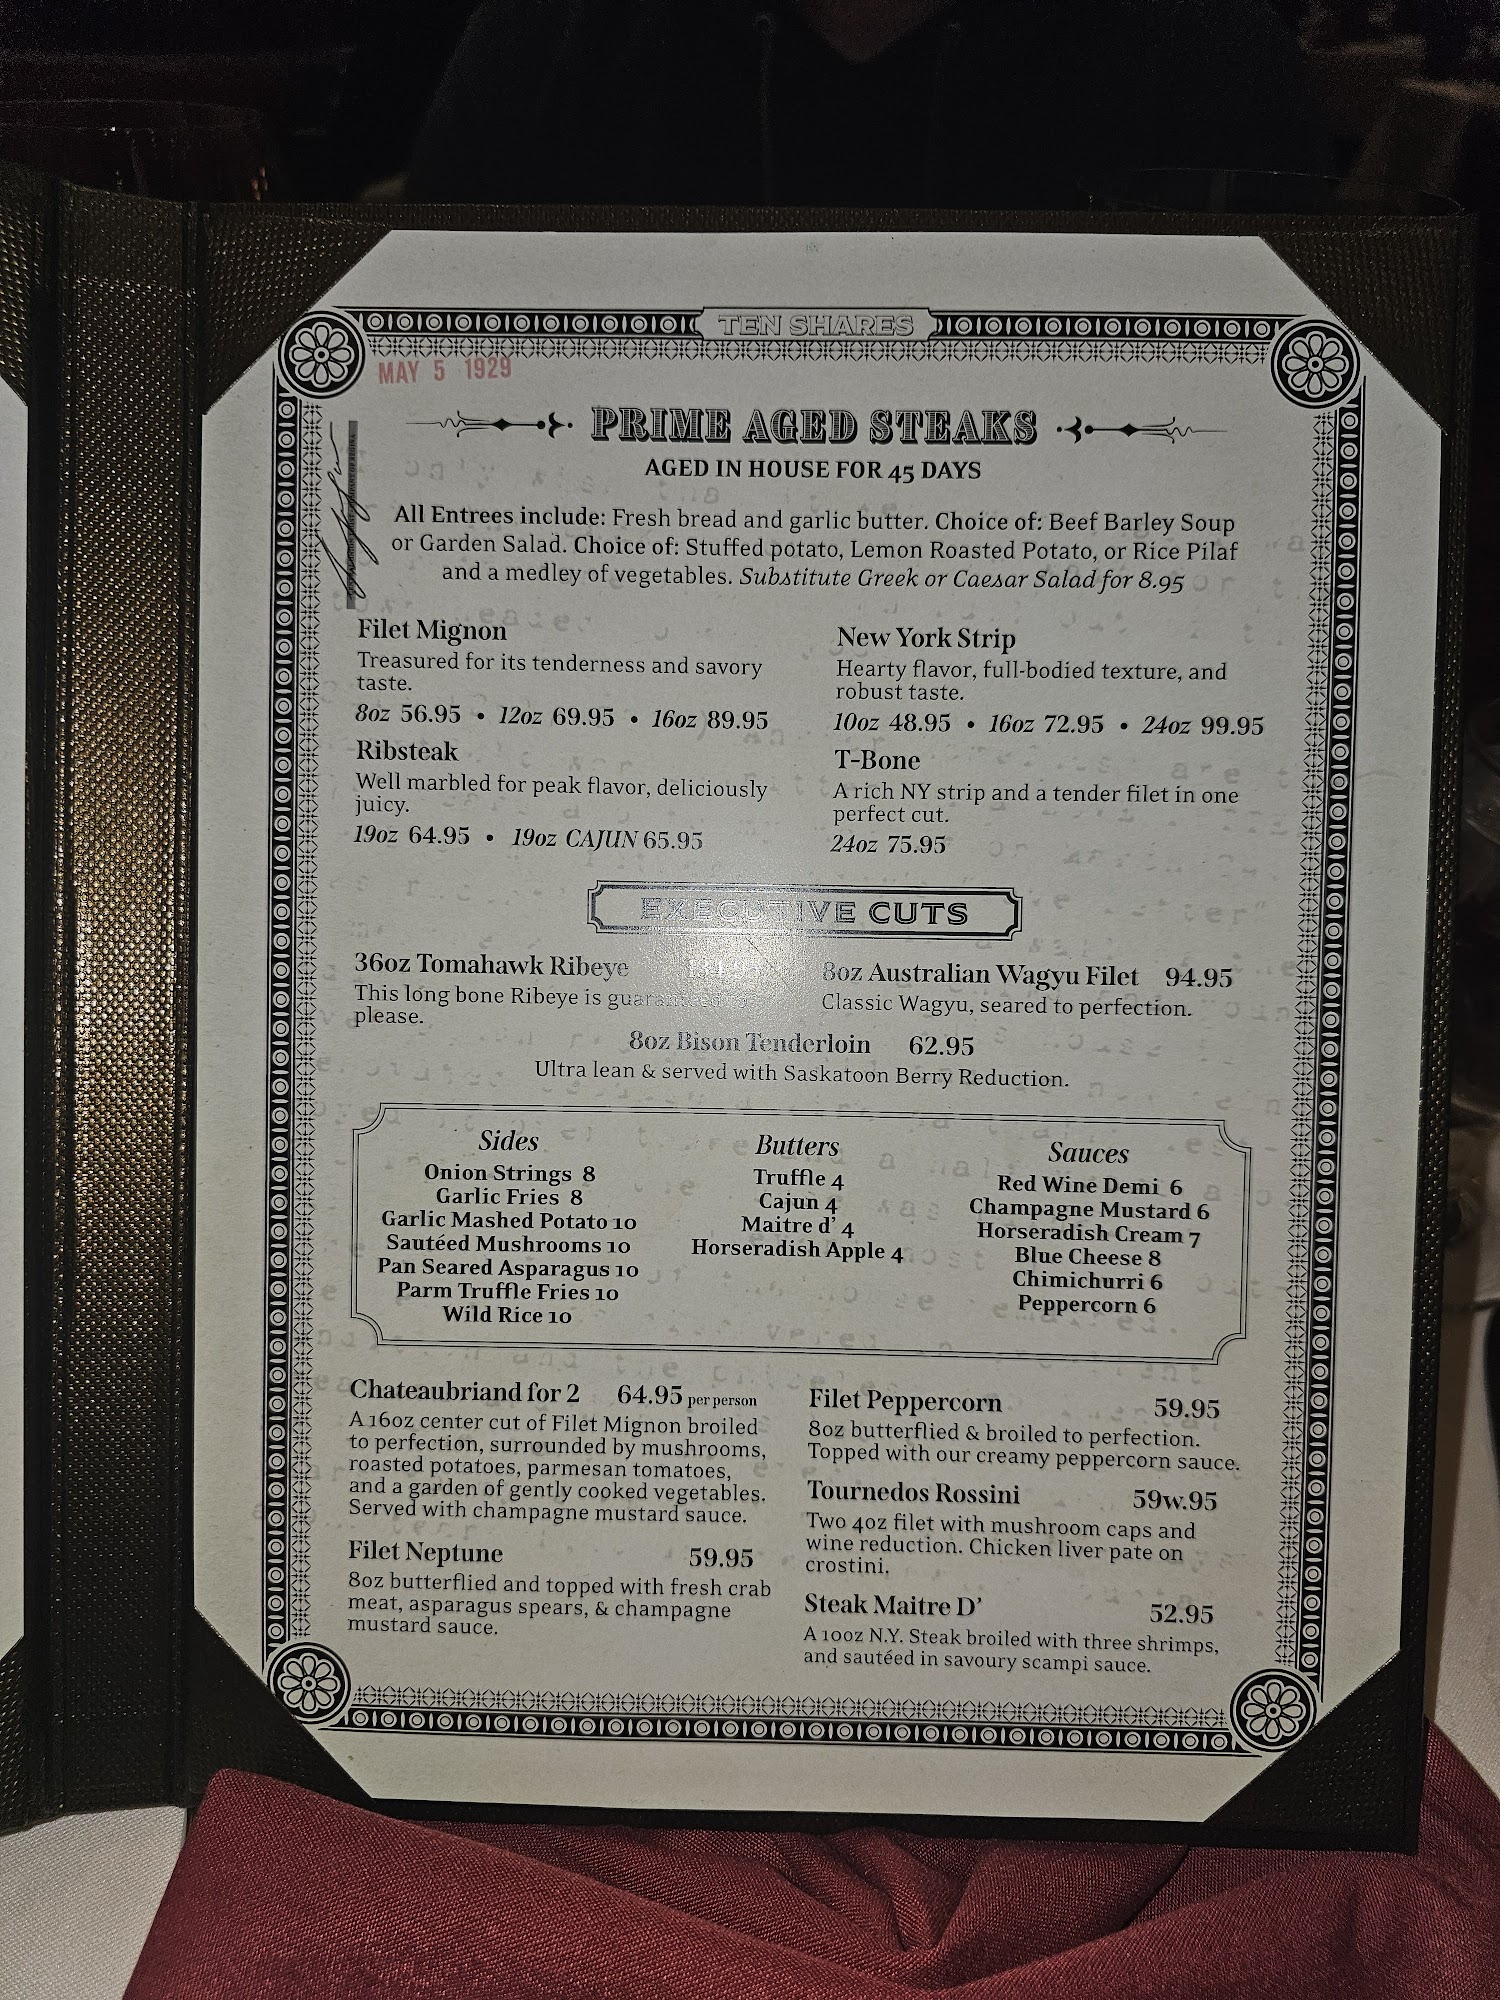 TEN SHARES
MAY 5 1929
PRIME AGED STEAKS
AGED IN HOUSE FOR 45 DAYS
All Entrees include: Fresh bread and garlic butter. Choice of: Beef Barley Soup
or Garden Salad. Choice of: Stuffed potato, Lemon Roasted Potato, or Rice Pilaf
and a medley of vegetables. Substitute Greek or Caesar Salad for 8.95
Filet Mignon
Treasured for its tenderness and savory
taste.
8oz 56.95 • 12oz 69.95 • 16oz 89.95
New York Strip
Hearty flavor, full-bodied texture, and
robust taste.
10oz 48.95 • 16oz 72.95 • 24oz 99.95
Ribsteak
Well marbled for peak flavor, deliciously
juicy.
19oz 64.95 • 19oz CAJUN 65.95
T-Bone
A rich NY strip and a tender filet in one
perfect cut.
24oz 75.95
EXECUTIVE CUTS
36oz Tomahawk Ribeye
This long bone Ribeye is guaranteed
please.
8oz Australian Wagyu Filet 94.95
Classic Wagyu, seared to perfection.
8oz Bison Tenderloin 62.95
Ultra lean & served with Saskatoon Berry Reduction.
Sides
Onion Strings 8
Garlic Fries 8
Garlic Mashed Potato 10
Sautéed Mushrooms 10
Pan Seared Asparagus 10
Parm Truffle Fries 10
Wild Rice 10
Butters
Truffle 4
Cajun 4
Maitre d' 4
Horseradish Apple 4
Sauces
Red Wine Demi 6
Champagne Mustard 6
Horseradish Cream 7
Blue Cheese 8
Chimichurri 6
Peppercorn 6
Chateaubriand for 2 64.95 per person
A 16oz center cut of Filet Mignon broiled
to perfection, surrounded by mushrooms,
roasted potatoes, parmesan tomatoes,
and a garden of gently cooked vegetables.
Served with champagne mustard sauce.
Filet Neptune 59.95
8oz butterflied and topped with fresh crab
meat, asparagus spears, & champagne
mustard sauce.
Filet Peppercorn 59.95
8oz butterflied & broiled to perfection.
Topped with our creamy peppercorn sauce.
Tournedos Rossini 59w.95
Two 4oz filet with mushroom caps and
wine reduction. Chicken liver pate on
crostini.
Steak Maitre D' 52.95
A 10oz N.Y. Steak broiled with three shrimps,
and sautéed in savoury scampi sauce.